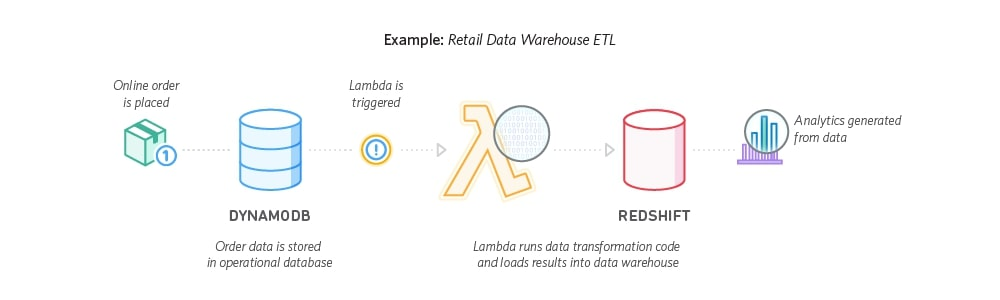 Example: Retail Data Warehouse ETL
Online order
is placed
1
DYNAMODB
Order data is stored
in operational database
Lambda is
triggered
!
λ
Lambda runs data transformation code
and loads results into data warehouse
REDSHIFT
Analytics generated
from data